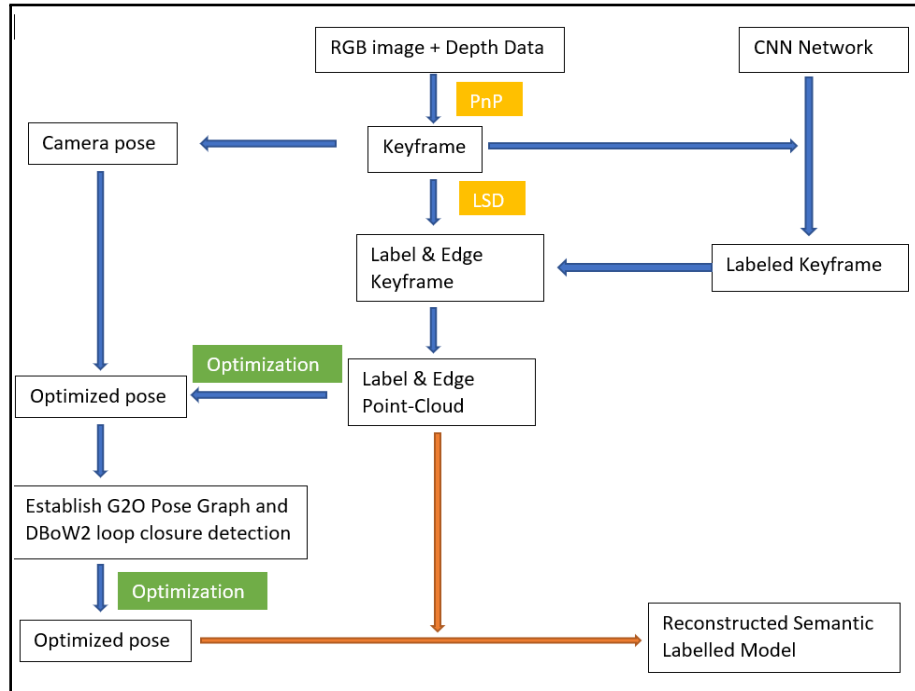 RGB image + Depth Data
CNN Network
PnP
Camera pose
Keyframe
LSD
Label & Edge
Keyframe
Labeled Keyframe
Optimization
Label & Edge
Point-Cloud
Optimized pose
Establish G2O Pose Graph and
DBoW2 loop closure detection
Optimization
Optimized pose
Reconstructed Semantic
Labelled Model